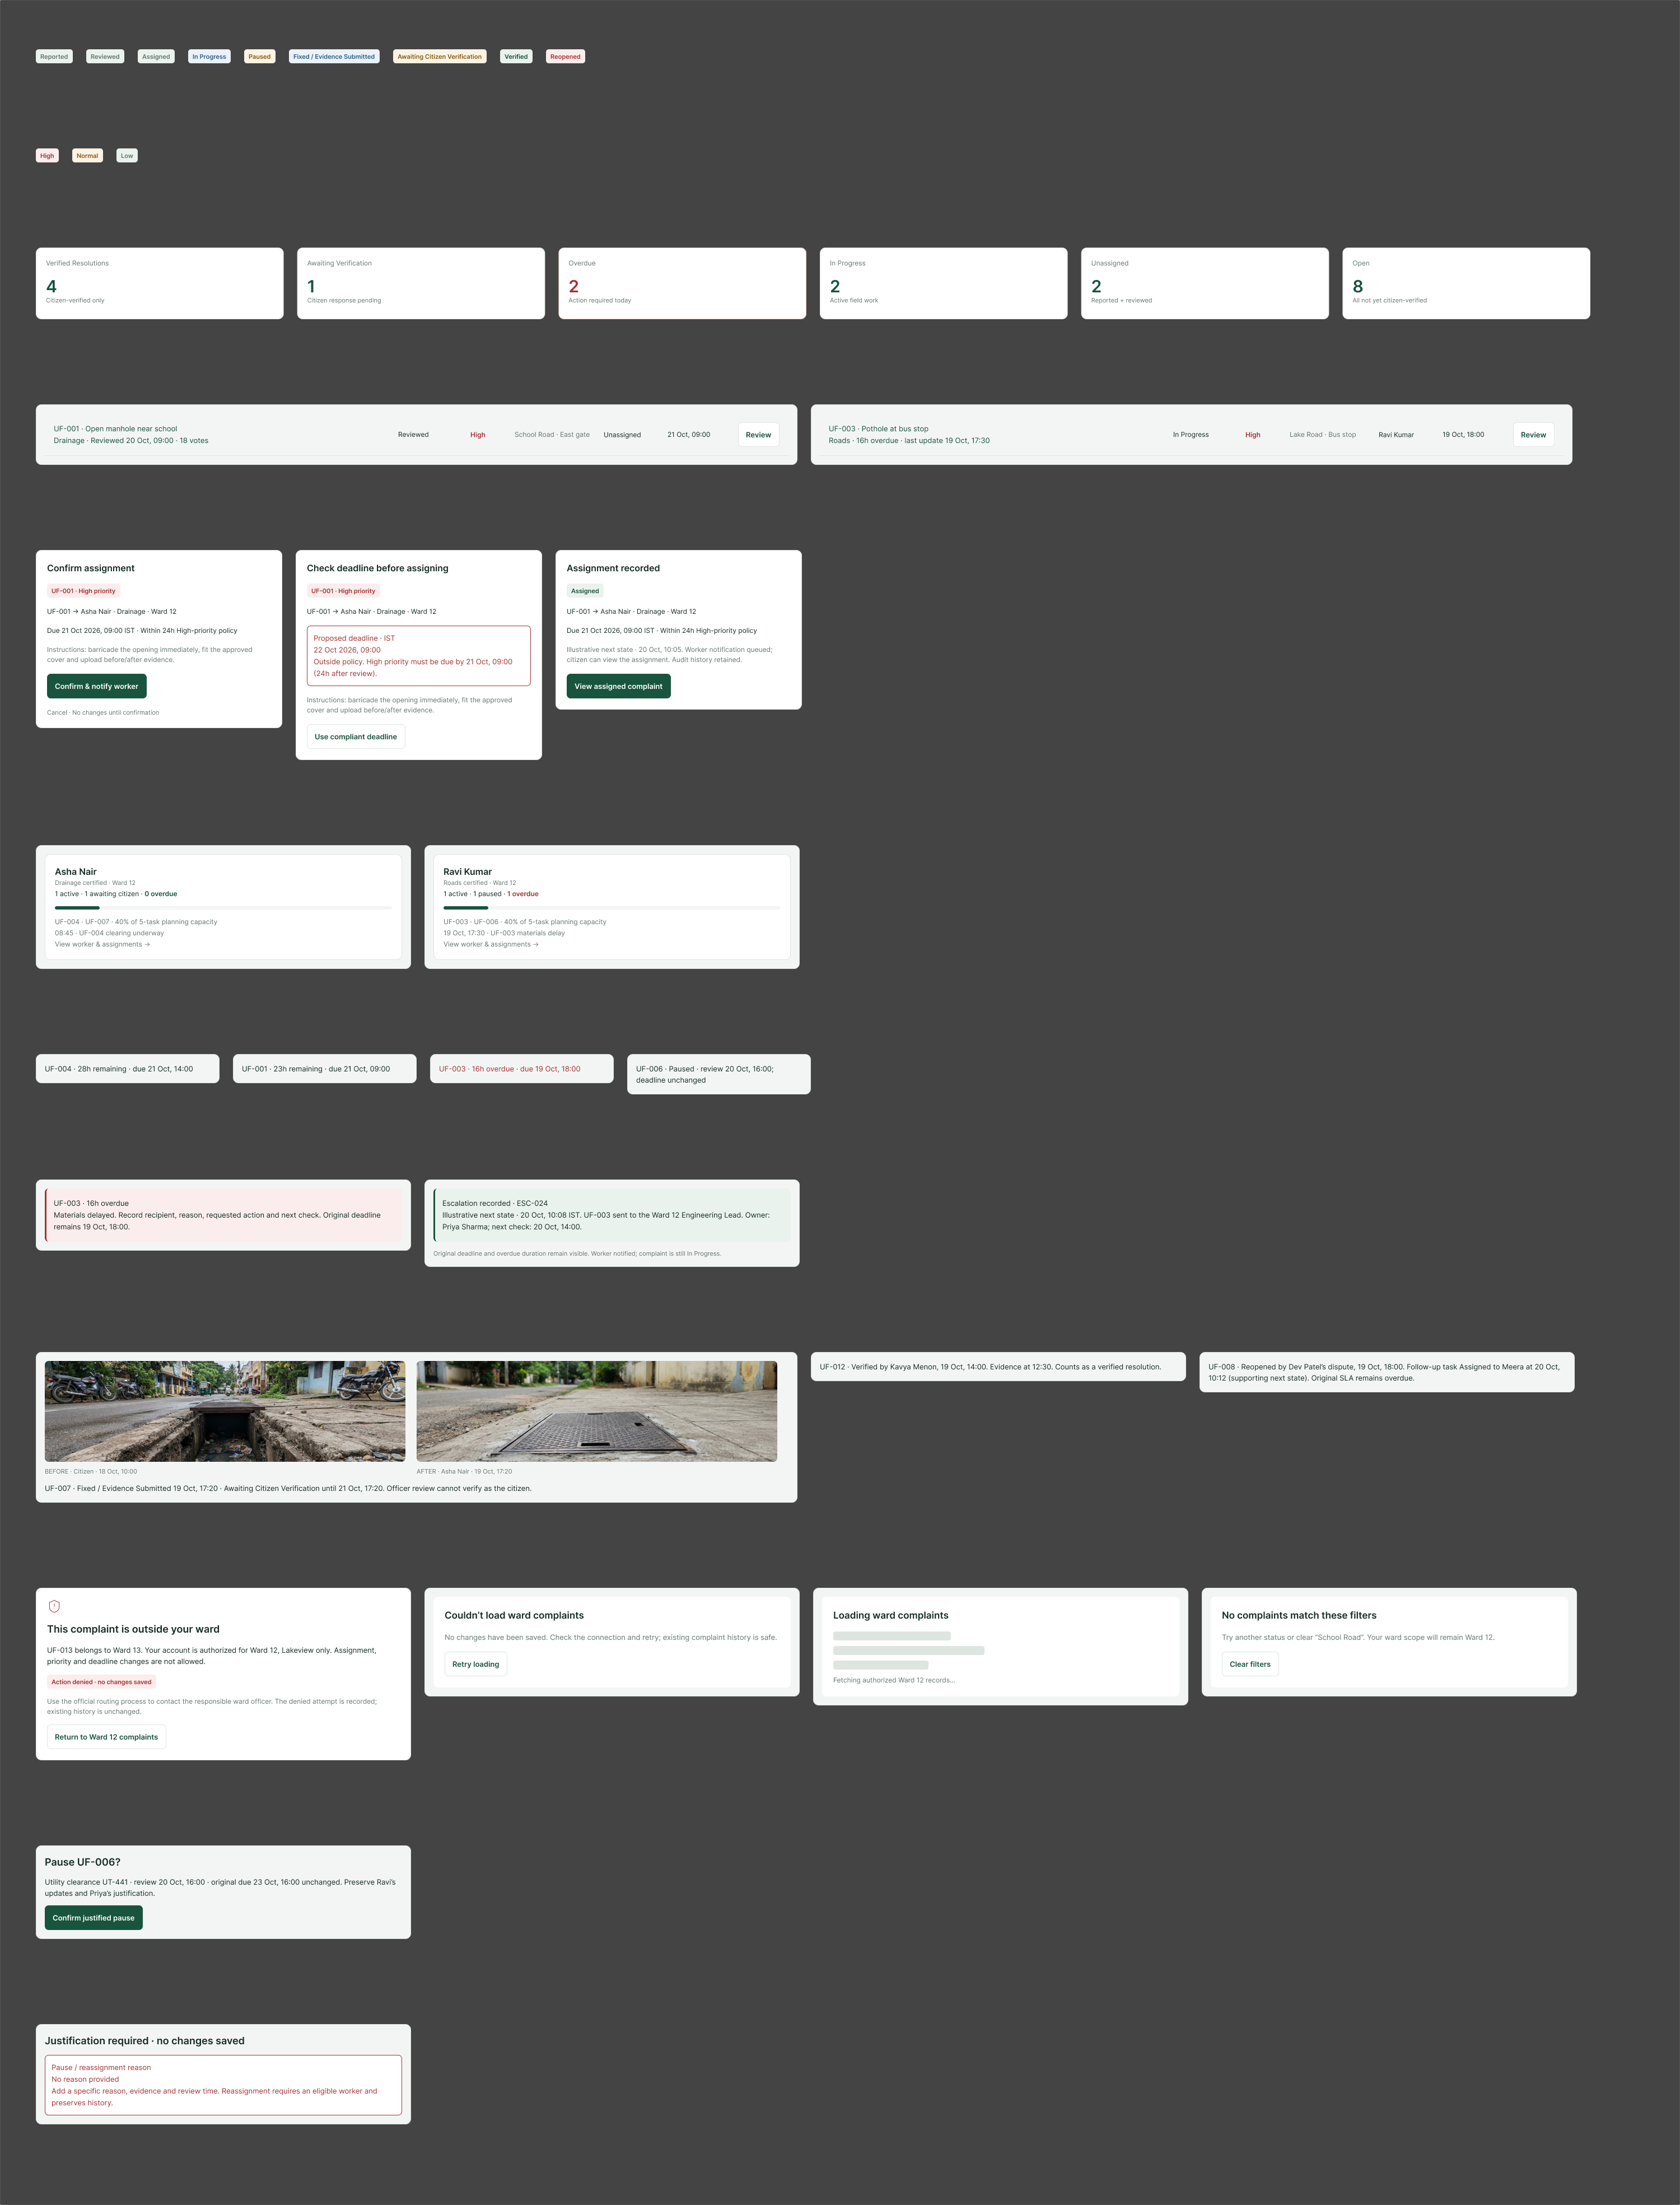 Reported
Reviewed
Assigned
In Progress
Paused
Fixed / Evidence Submitted
Awaiting Citizen Verification
Verified
Reopened
High
Normal
Low
Verified Resolutions
4
Citizen-verified only
Awaiting Verification
1
Citizen response pending
Overdue
2
Action required today
In Progress
2
Active field work
Unassigned
2
Reported + reviewed
Open
8
All not yet citizen-verified
UF-001 · Open manhole near school
Drainage · Reviewed 20 Oct, 09:00 · 18 votes
Reviewed
High
School Road · East gate
Unassigned
21 Oct, 09:00
Review
UF-003 · Pothole at bus stop
Roads · 16h overdue · last update 19 Oct, 17:30
In Progress
High
Lake Road · Bus stop
Ravi Kumar
19 Oct, 18:00
Review
Confirm assignment
UF-001 · High priority
UF-001 → Asha Nair · Drainage · Ward 12
Due 21 Oct 2026, 09:00 IST · Within 24h High-priority policy
Instructions: barricade the opening immediately, fit the approved
cover and upload before/after evidence.
Confirm & notify worker
Cancel · No changes until confirmation
Check deadline before assigning
UF-001 · High priority
UF-001 → Asha Nair · Drainage · Ward 12
Proposed deadline · IST
22 Oct 2026, 09:00
Outside policy. High priority must be due by 21 Oct, 09:00
(24h after review).
Instructions: barricade the opening immediately, fit the approved
cover and upload before/after evidence.
Use compliant deadline
Assignment recorded
Assigned
UF-001 → Asha Nair · Drainage · Ward 12
Due 21 Oct 2026, 09:00 IST · Within 24h High-priority policy
Illustrative next state · 20 Oct, 10:05. Worker notification queued;
citizen can view the assignment. Audit history retained.
View assigned complaint
Asha Nair
Drainage certified · Ward 12
1 active · 1 awaiting citizen · 0 overdue
UF-004 · UF-007 · 40% of 5-task planning capacity
08:45 · UF-004 clearing underway
View worker & assignments →
Ravi Kumar
Roads certified · Ward 12
1 active · 1 paused · 1 overdue
UF-003 · UF-006 · 40% of 5-task planning capacity
19 Oct, 17:30 · UF-003 materials delay
View worker & assignments →
UF-004 · 28h remaining · due 21 Oct, 14:00
UF-001 · 23h remaining · due 21 Oct, 09:00
UF-003 · 16h overdue · due 19 Oct, 18:00
UF-006 · Paused · review 20 Oct, 16:00;
deadline unchanged
UF-003 · 16h overdue
Materials delayed. Record recipient, reason, requested action and next check. Original deadline
remains 19 Oct, 18:00.
Escalation recorded · ESC-024
Illustrative next state · 20 Oct, 10:08 IST. UF-003 sent to the Ward 12 Engineering Lead. Owner:
Priya Sharma; next check: 20 Oct, 14:00.
Original deadline and overdue duration remain visible. Worker notified; complaint is still In Progress.
BEFORE · Citizen · 18 Oct, 10:00
AFTER · Asha Nair · 19 Oct, 17:20
UF-007 · Fixed / Evidence Submitted 19 Oct, 17:20 · Awaiting Citizen Verification until 21 Oct, 17:20. Officer review cannot verify as the citizen.
UF-012 · Verified by Kavya Menon, 19 Oct, 14:00. Evidence at 12:30. Counts as a verified resolution.
UF-008 · Reopened by Dev Patel’s dispute, 19 Oct, 18:00. Follow-up task Assigned to Meera at 20 Oct,
10:12 (supporting next state). Original SLA remains overdue.
This complaint is outside your ward
UF-013 belongs to Ward 13. Your account is authorized for Ward 12, Lakeview only. Assignment,
priority and deadline changes are not allowed.
Action denied · no changes saved
Use the official routing process to contact the responsible ward officer. The denied attempt is recorded;
existing history is unchanged.
Return to Ward 12 complaints
Couldn’t load ward complaints
No changes have been saved. Check the connection and retry; existing complaint history is safe.
Retry loading
Loading ward complaints
Fetching authorized Ward 12 records…
No complaints match these filters
Try another status or clear “School Road”. Your ward scope will remain Ward 12.
Clear filters
Pause UF-006?
Utility clearance UT-441 · review 20 Oct, 16:00 · original due 23 Oct, 16:00 unchanged. Preserve Ravi’s
updates and Priya’s justification.
Confirm justified pause
Justification required · no changes saved
Pause / reassignment reason
No reason provided
Add a specific reason, evidence and review time. Reassignment requires an eligible worker and
preserves history.